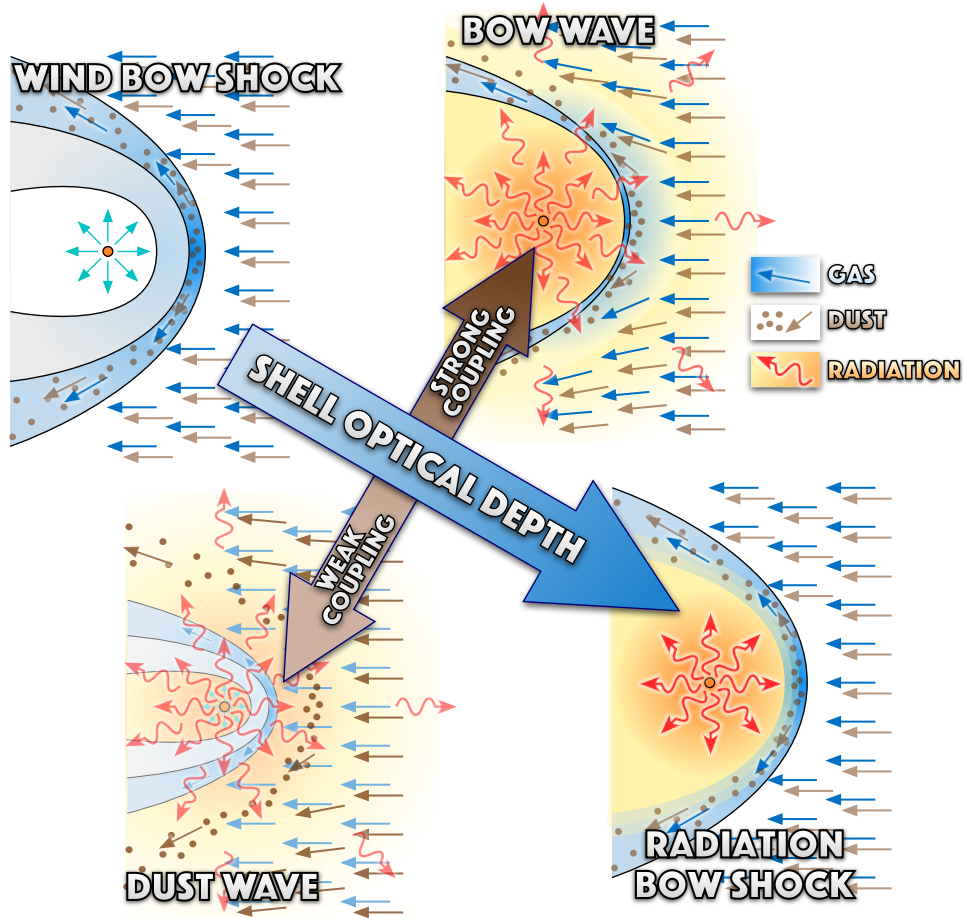 BOW WAVE
WIND BOW SHOCK
GAS
DUST
RADIATION
STRONG
COUPLING
SHELL OPTICAL DEPTH
WEAK
COUPLING
RADIATION
BOW SHOCK
DUST WAVE